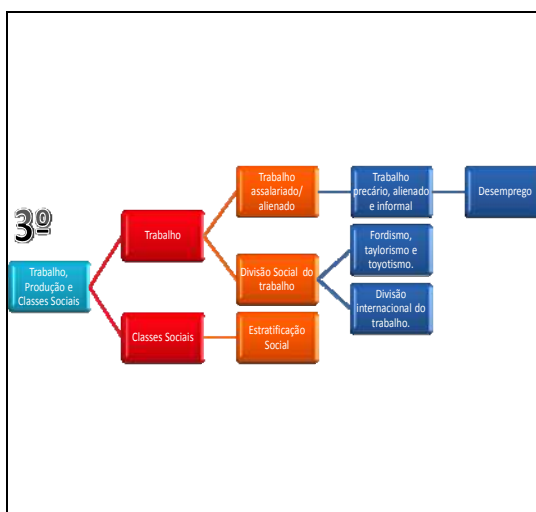 3º
Trabalho,
Produção e
Classes Sociais
Trabalho
Classes Sociais
Trabalho
assalariado/
alienado
Divisão Social do
trabalho
Estratificação
Social
Trabalho
precário, alienado
e informal
Fordismo,
taylorismo e
toyotismo.
Divisão
internacional do
trabalho.
Desemprego